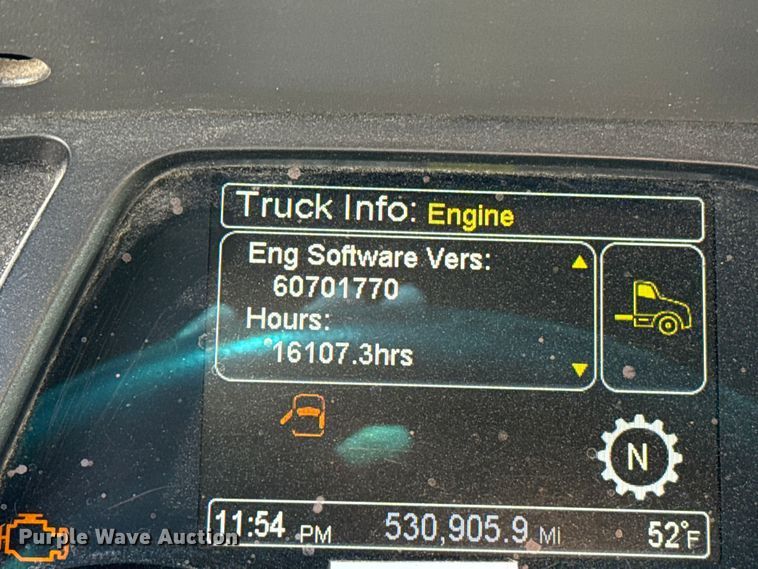 Truck Info: Engine
Eng Software Vers:
60701770
Hours:
16107.3hrs
N
11:54 PM 530,905.9 Mi 52°F
Purple Wave Auction